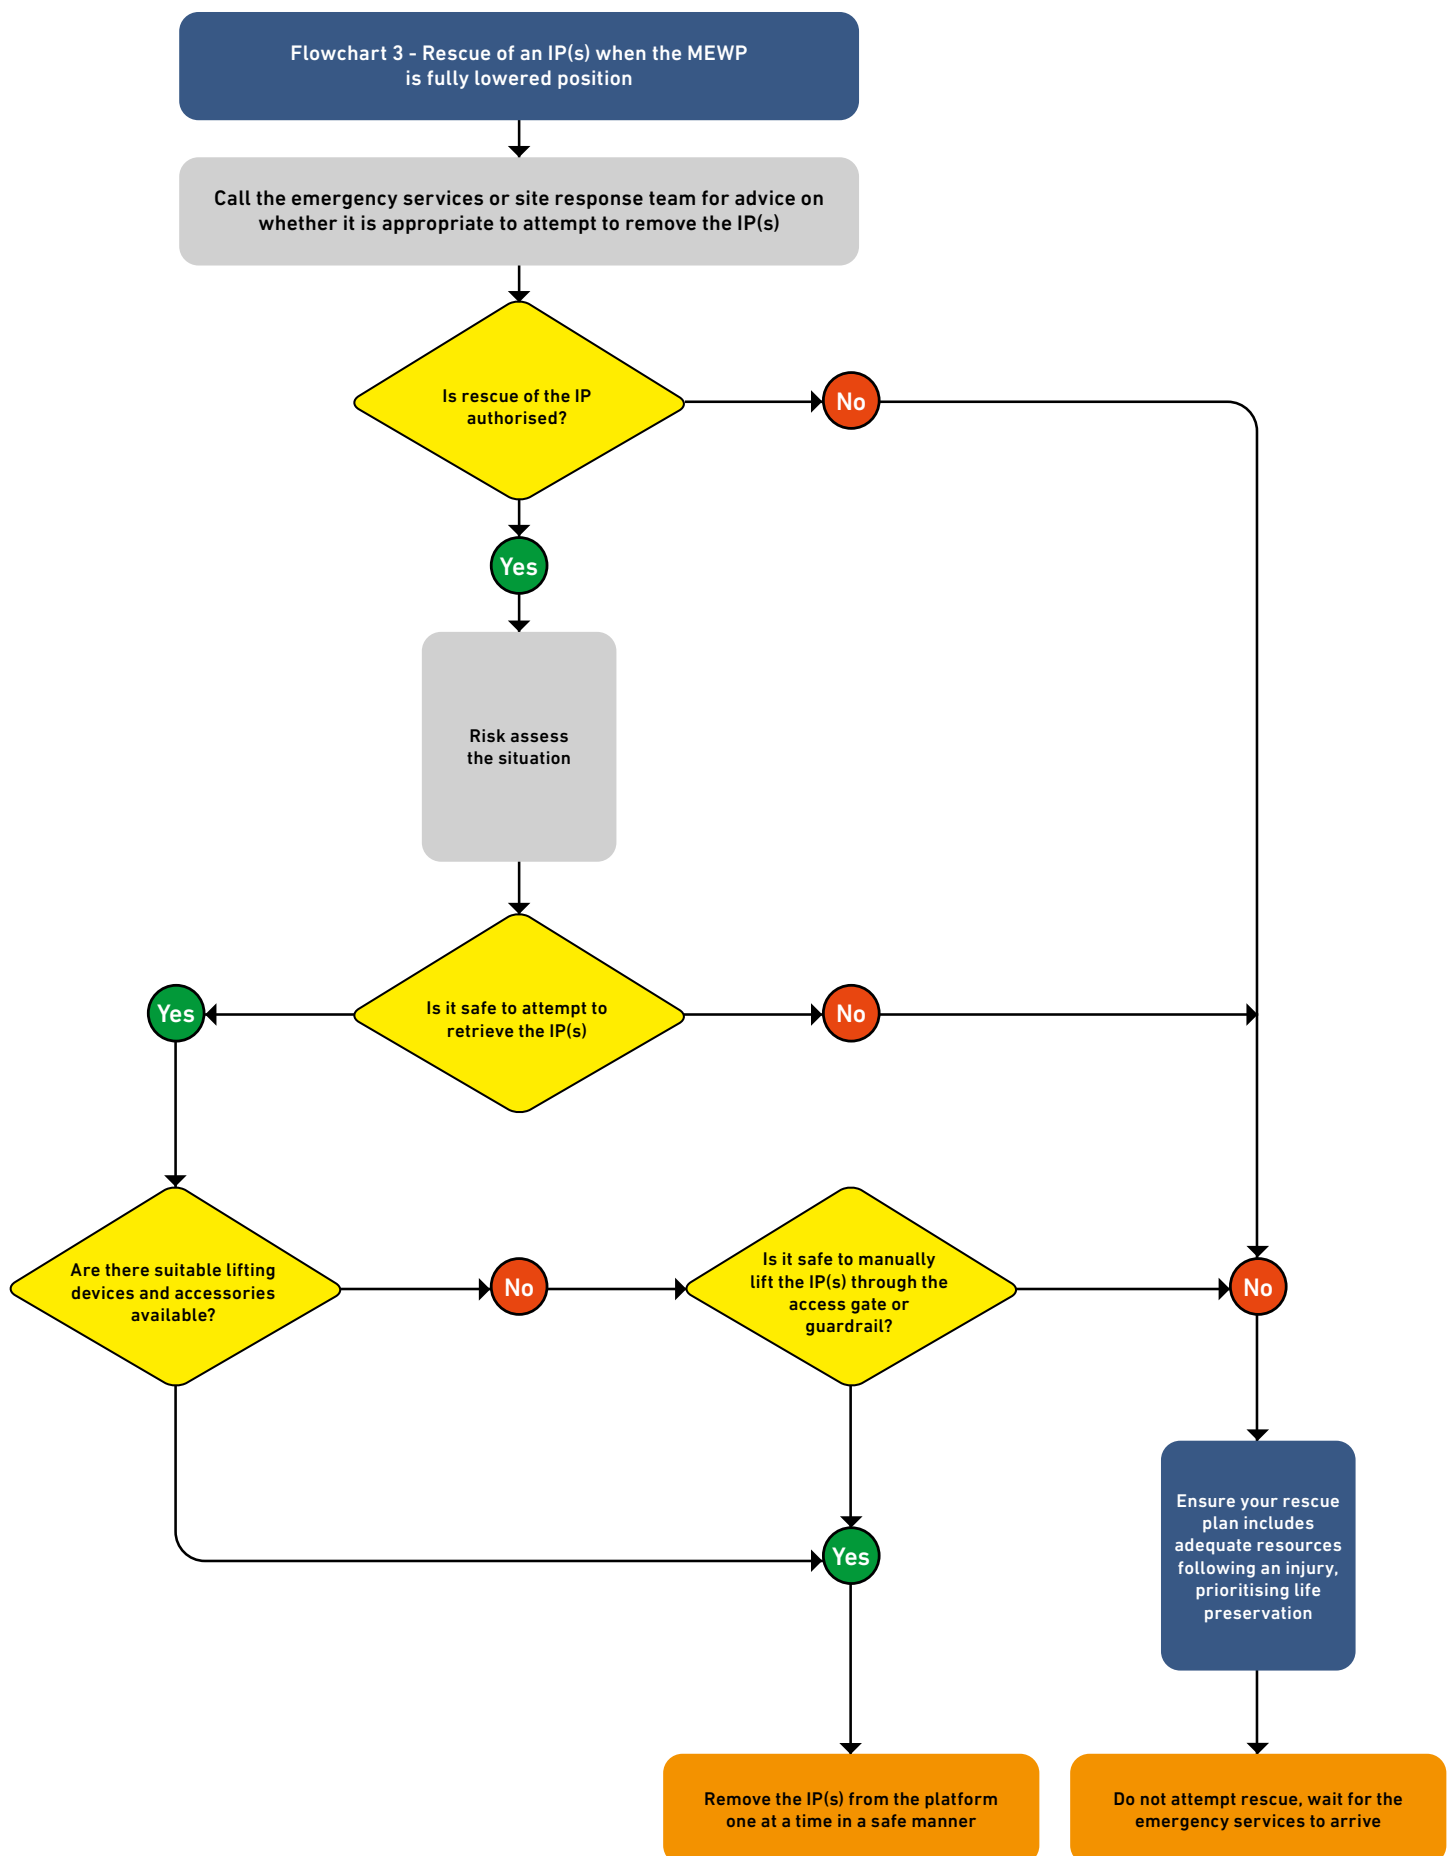 Flowchart 3 - Rescue of an IP(s) when the MEWP
is fully lowered position
Call the emergency services or site response team for advice on
whether it is appropriate to attempt to remove the IP(s)
Is rescue of the IP
authorised?
No
Yes
Risk assess
the situation
Is it safe to attempt to
retrieve the IP(s)
Yes
No
Are there suitable lifting
devices and accessories
available?
No
Is it safe to manually
lift the IP(s) through the
access gate or
guardrail?
No
Yes
Ensure your rescue
plan includes
adequate resources
following an injury,
prioritising life
preservation
Remove the IP(s) from the platform
one at a time in a safe manner
Do not attempt rescue, wait for the
emergency services to arrive